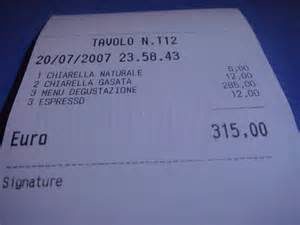 TAVOLO N.T12
20/07/2007 23.58.43
1 CHIARELLA NATURALE 6,00
2 CHIARELLA GASATA 12,00
3 MENU DEGUSTAZIONE 285,00
3 ESPRESSO 12,00
Euro 315.00
Signature